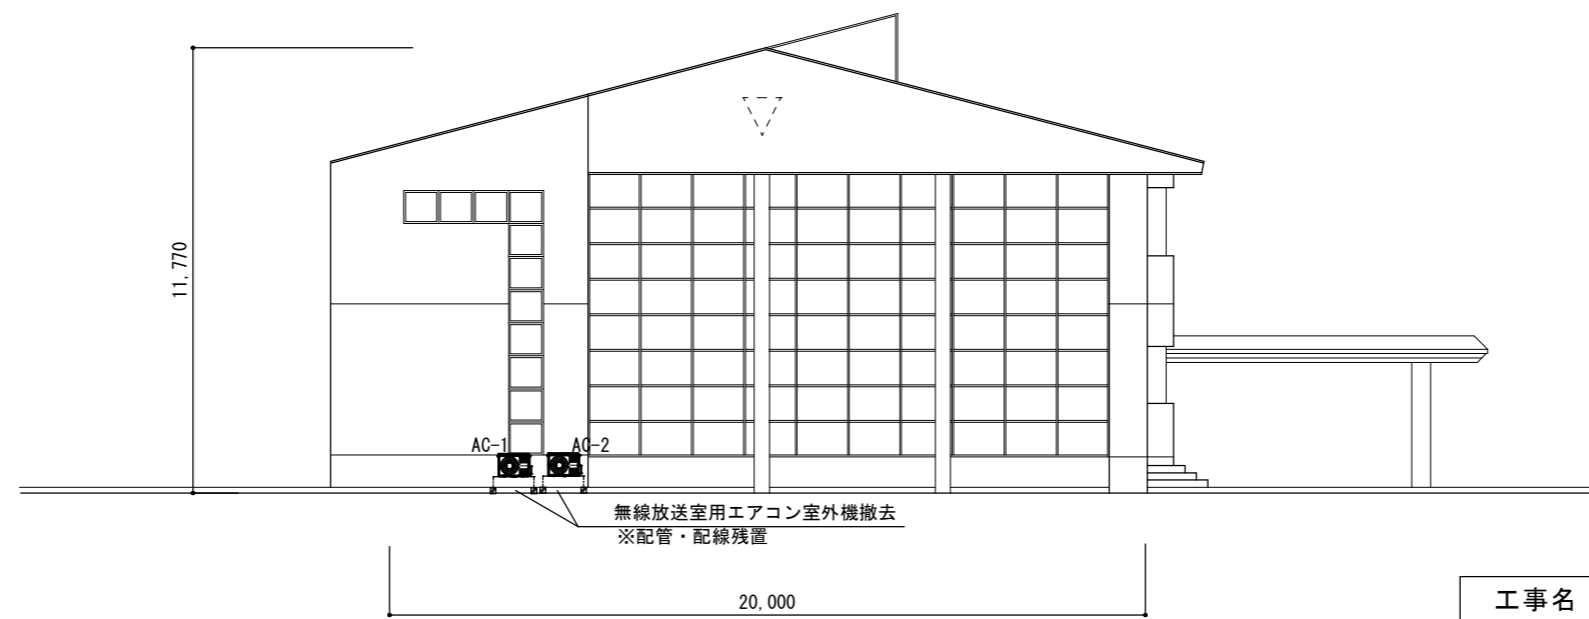 11,770
AC-1
AC-2
無線放送室用エアコン室外機撤去
※配管・配線残置
20,000
工事名